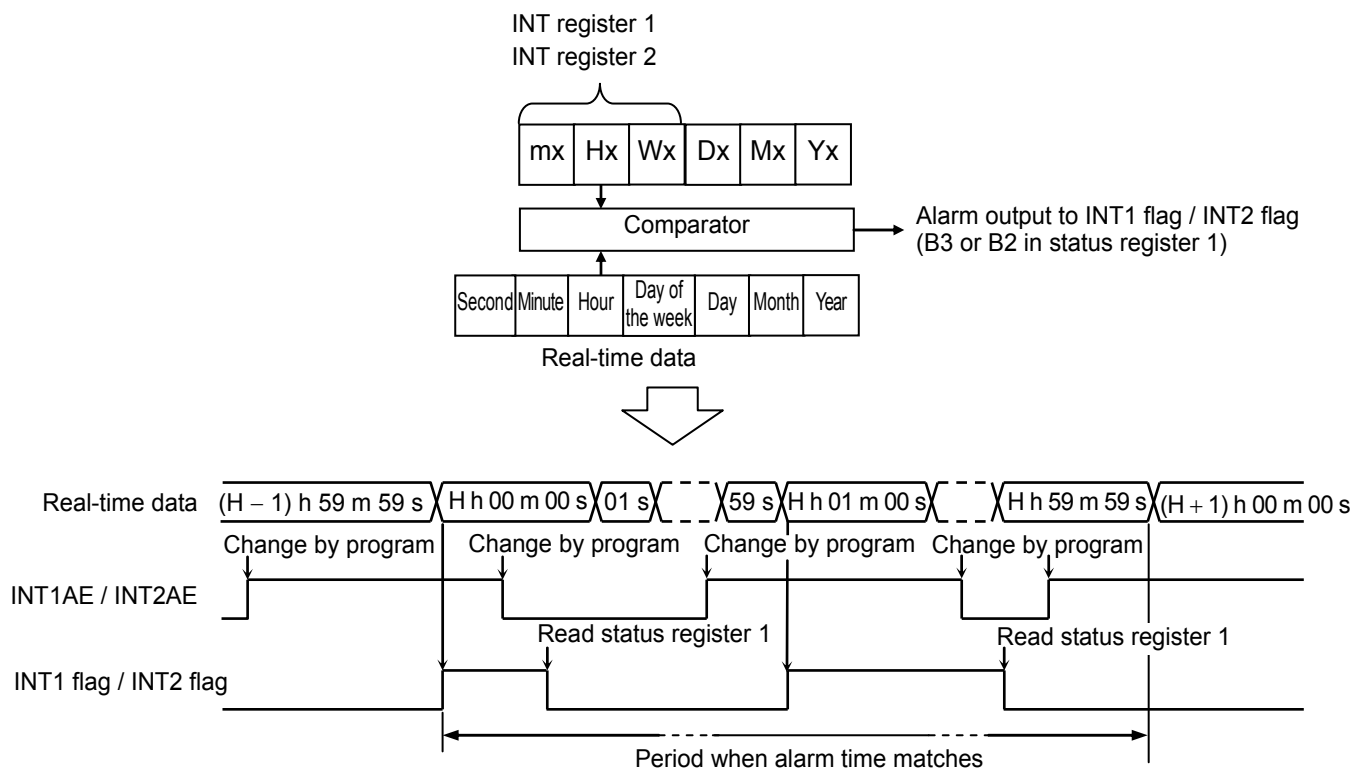 INT register 1
INT register 2
mx Hx Wx Dx Mx Yx
Comparator
Alarm output to INT1 flag / INT2 flag
(B3 or B2 in status register 1)
Second Minute Hour Day of the week Day Month Year
Real-time data
Real-time data (H − 1) h 59 m 59 s H h 00 m 00 s 01 s 59 s H h 01 m 00 s H h 59 m 59 s (H + 1) h 00 m 00 s
Change by program Change by program Change by program Change by program
INT1AE / INT2AE
Read status register 1 Read status register 1
INT1 flag / INT2 flag
Period when alarm time matches